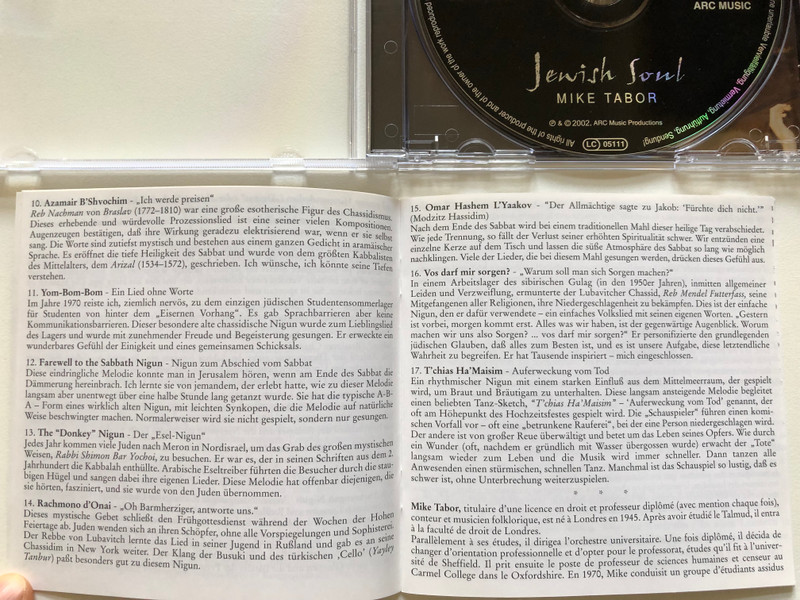 ARC MUSIC
Jewish Soul
MIKE TABOR
℗ & © 2002. ARC Music Productions
LC 05111
All rights of the producer and of the owner of the work reproduced
Vervielfältigung, Vermietung, Aufführung, Sendung!
10. Azamair B'Shvochim - „Ich werde preisen“
Reb Nachman von Braslav (1772–1810) war eine große esoterische Figur des Chassidismus.
Dieses erhebende und würdevolle Prozessionslied ist eine seiner vielen Kompositionen.
Augenzeugen bestätigen, daß ihre Wirkung geradezu elektrisierend war, wenn er sie selbst
sang. Die Worte sind zutiefst mystisch und bestehen aus einem ganzen Gedicht in aramäischer
Sprache. Es eröffnet die tiefe Heiligkeit des Sabbat und wurde von dem größten Kabbalisten
des Mittelalters, dem Arizal (1534–1572), geschrieben. Ich wünsche, ich könnte seine Tiefen
verstehen.
11. Yom-Bom-Bom - Ein Lied ohne Worte
Im Jahre 1970 reiste ich, ziemlich nervös, zu dem einzigen jüdischen Studentensommerlager
für Studenten von hinter dem „Eisernen Vorhang“. Es gab Sprachbarrieren aber keine
Kommunikationsbarrieren. Dieser besondere alte chassidische Nigun wurde zum Lieblingslied
des Lagers und wurde mit zunehmender Freude und Begeisterung gesungen. Er erweckte ein
wunderbares Gefühl der Einigkeit und eines gemeinsamen Schicksals.
12. Farewell to the Sabbath Nigun - Nigun zum Abschied vom Sabbat
Diese eindringliche Melodie konnte man in Jerusalem hören, wenn am Ende des Sabbat die
Dämmerung hereinbrach. Ich lernte sie von jemandem, der erlebt hatte, wie zu dieser Melodie
langsam aber unentwegt über eine halbe Stunde lang getanzt wurde. Sie hat die typische A-B-
A – Form eines wirklich alten Nigun, mit leichten Synkopen, die die Melodie auf natürliche
Weise beschwingter machen. Normalerweiser wird sie nicht gespielt, sondern nur gesungen.
13. The "Donkey" Nigun - Der „Esel-Nigun“
Jedes Jahr kommen viele Juden nach Meron in Nordisrael, um das Grab des großen mystischen
Weisen, Rabbi Shimon Bar Yochoi, zu besuchen. Er war es, der in seinen Schriften aus dem 2.
Jahrhundert die Kabbalah enthüllte. Arabische Eseltreiber führten die Besucher durch die stau-
bigen Hügel und sangen dabei ihre eigenen Lieder. Diese Melodie hat offenbar diejenigen, die
sie hörten, fasziniert, und sie wurde von den Juden übernommen.
14. Rachmono d'Onai - „Oh Barmherziger, antworte uns.“
Dieses mystische Gebet schließt den Frühgottesdienst während der Wochen der Hohen
Feiertage ab. Juden wenden sich an ihren Schöpfer, ohne alle Vorspiegelungen und Sophisterei.
Der Rebbe von Lubavitch lernte das Lied in seiner Jugend in Rußland und gab es an seine
Chassidim in New York weiter. Der Klang der Busuki und des türkischen ‚Cello' (Yayley
Tanbur) paßt besonders gut zu diesem Nigun.
15. Omar Hashem L'Yaakov - "Der Allmächtige sagte zu Jakob: 'Fürchte dich nicht.'"
(Modzitz Hassidim)
Nach dem Ende des Sabbat wird bei einem traditionellen Mahl dieser heilige Tag verabschiedet.
Wie jede Trennung, so fällt der Verlust seiner erhöhten Spiritualität schwer. Wir entzünden eine
einzelne Kerze auf dem Tisch und lassen die süße Atmosphäre des Sabbat so lang wie möglich
nachklingen. Viele der Lieder, die bei diesem Mahl gesungen werden, drücken dieses Gefühl aus.
16. Vos darf mir sorgen? - „Warum soll man sich Sorgen machen?“
In einem Arbeitslager des sibirischen Gulag (in den 1950er Jahren), inmitten allgemeiner
Leiden und Verzweiflung, ermunterte der Lubavitcher Chassid, Reb Mendel Futterfass, seine
Mitgefangenen aller Religionen, ihre Niedergeschlagenheit zu bekämpfen. Dies ist der einfache
Nigun, den er dafür verwendete – ein einfaches Volkslied mit seinen eigenen Worten. „Gestern
ist vorbei, morgen kommt erst. Alles was wir haben, ist der gegenwärtige Augenblick. Worum
machen wir uns also Sorgen? ... vos darf mir sorgen?“ Er personifizierte den grundlegenden
jüdischen Glauben, daß alles zum Besten ist, und es ist unsere Aufgabe, diese letztendliche
Wahrheit zu begreifen. Er hat Tausende inspiriert – mich eingeschlossen.
17. T'chias Ha'Maisim - Auferweckung vom Tod
Ein rhythmischer Nigun mit einem starken Einfluß aus dem Mittelmeerraum, der gespielt
wird, um Braut und Bräutigam zu unterhalten. Diese langsam ansteigende Melodie begleitet
einen beliebten Tanz-Sketch, "T'chias Ha'Maisim" – 'Auferweckung vom Tod' genannt, der
oft am Höhepunkt des Hochzeitsfestes gespielt wird. Die „Schauspieler“ führen einen komi-
schen Vorfall vor – oft eine „betrunkene Rauferei“, bei der eine Person niedergeschlagen wird.
Der andere ist von großer Reue überwältigt und betet um das Leben seines Opfers. Wie durch
ein Wunder (oft, nachdem er gründlich mit Wasser übergossen wurde) erwacht der „Tote“
langsam wieder zum Leben und die Musik wird immer schneller. Dann tanzen alle
Anwesenden einen stürmischen, schnellen Tanz. Manchmal ist das Schauspiel so lustig, daß es
schwer ist, ohne Unterbrechung weiterzuspielen.
* * *
Mike Tabor, titulaire d'une licence en droit et professeur diplômé (avec mention chaque fois),
conteur et musicien folklorique, est né à Londres en 1945. Après avoir étudié le Talmud, il entra
à la faculté de droit de Londres.
Parallèlement à ses études, il dirigea l'orchestre universitaire. Une fois diplômé, il décida de
changer d'orientation professionnelle et d'opter pour le professorat, études qu'il fit à l'univer-
sité de Sheffield. Il prit ensuite le poste de professeur de sciences humaines et censeur au
Carmel College dans le Oxfordshire. En 1970, Mike conduisit un groupe d'étudiants assidus